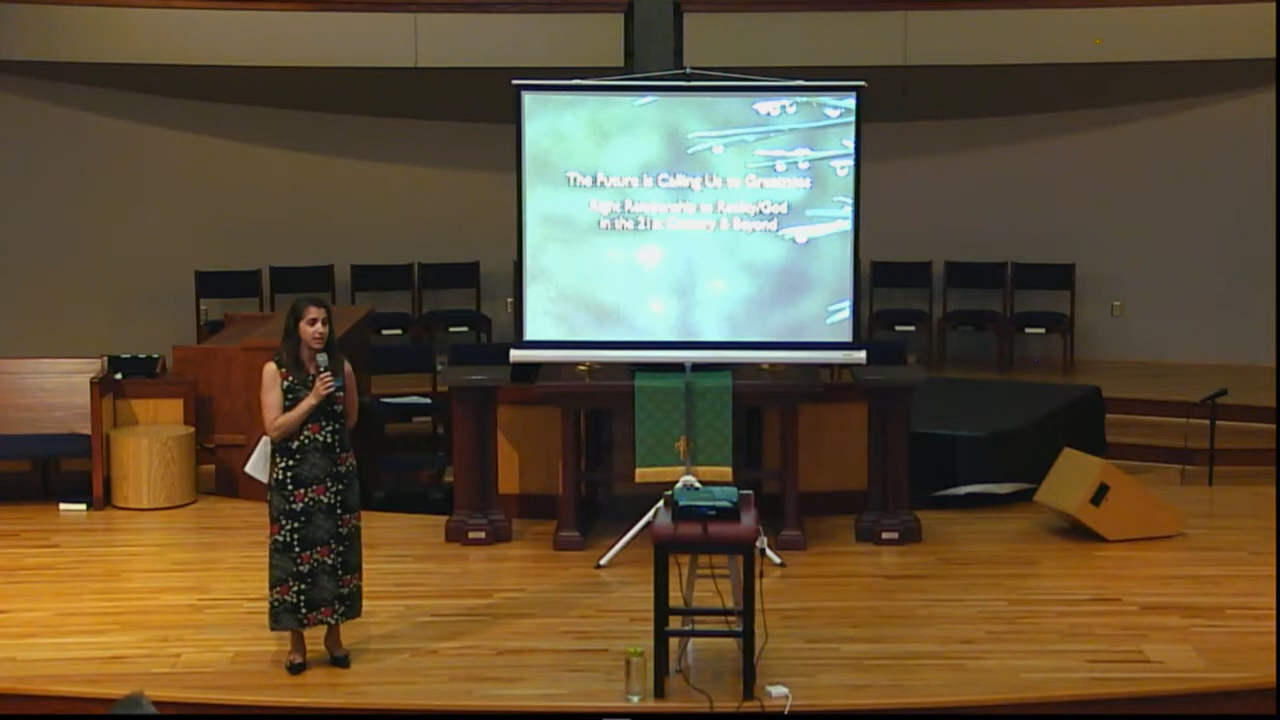 The Future Is Calling Us to Greatness
Right Relationship to Reality/God
in the 21st Century & Beyond